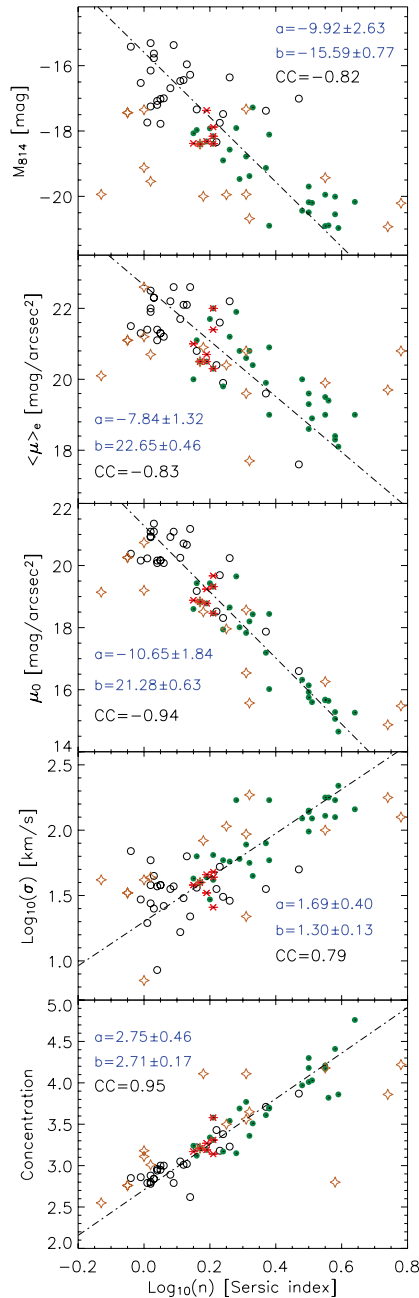 −16
−18
−20
M814 [mag]
a=−9.92±2.63
b=−15.59±0.77
CC=−0.82
22
20
18
<μ>e [mag/arcsec2]
a=−7.84±1.32
b=22.65±0.46
CC=−0.83
22
20
18
16
14
μ0 [mag/arcsec2]
a=−10.65±1.84
b=21.28±0.63
CC=−0.94
2.5
2.0
1.5
1.0
Log10(σ) [km/s]
a=1.69±0.40
b=1.30±0.13
CC=0.79
5.0
4.5
4.0
3.5
3.0
2.5
2.0
Concentration
a=2.75±0.46
b=2.71±0.17
CC=0.95
−0.2 0.0 0.2 0.4 0.6 0.8
Log10(n) [Sersic index]